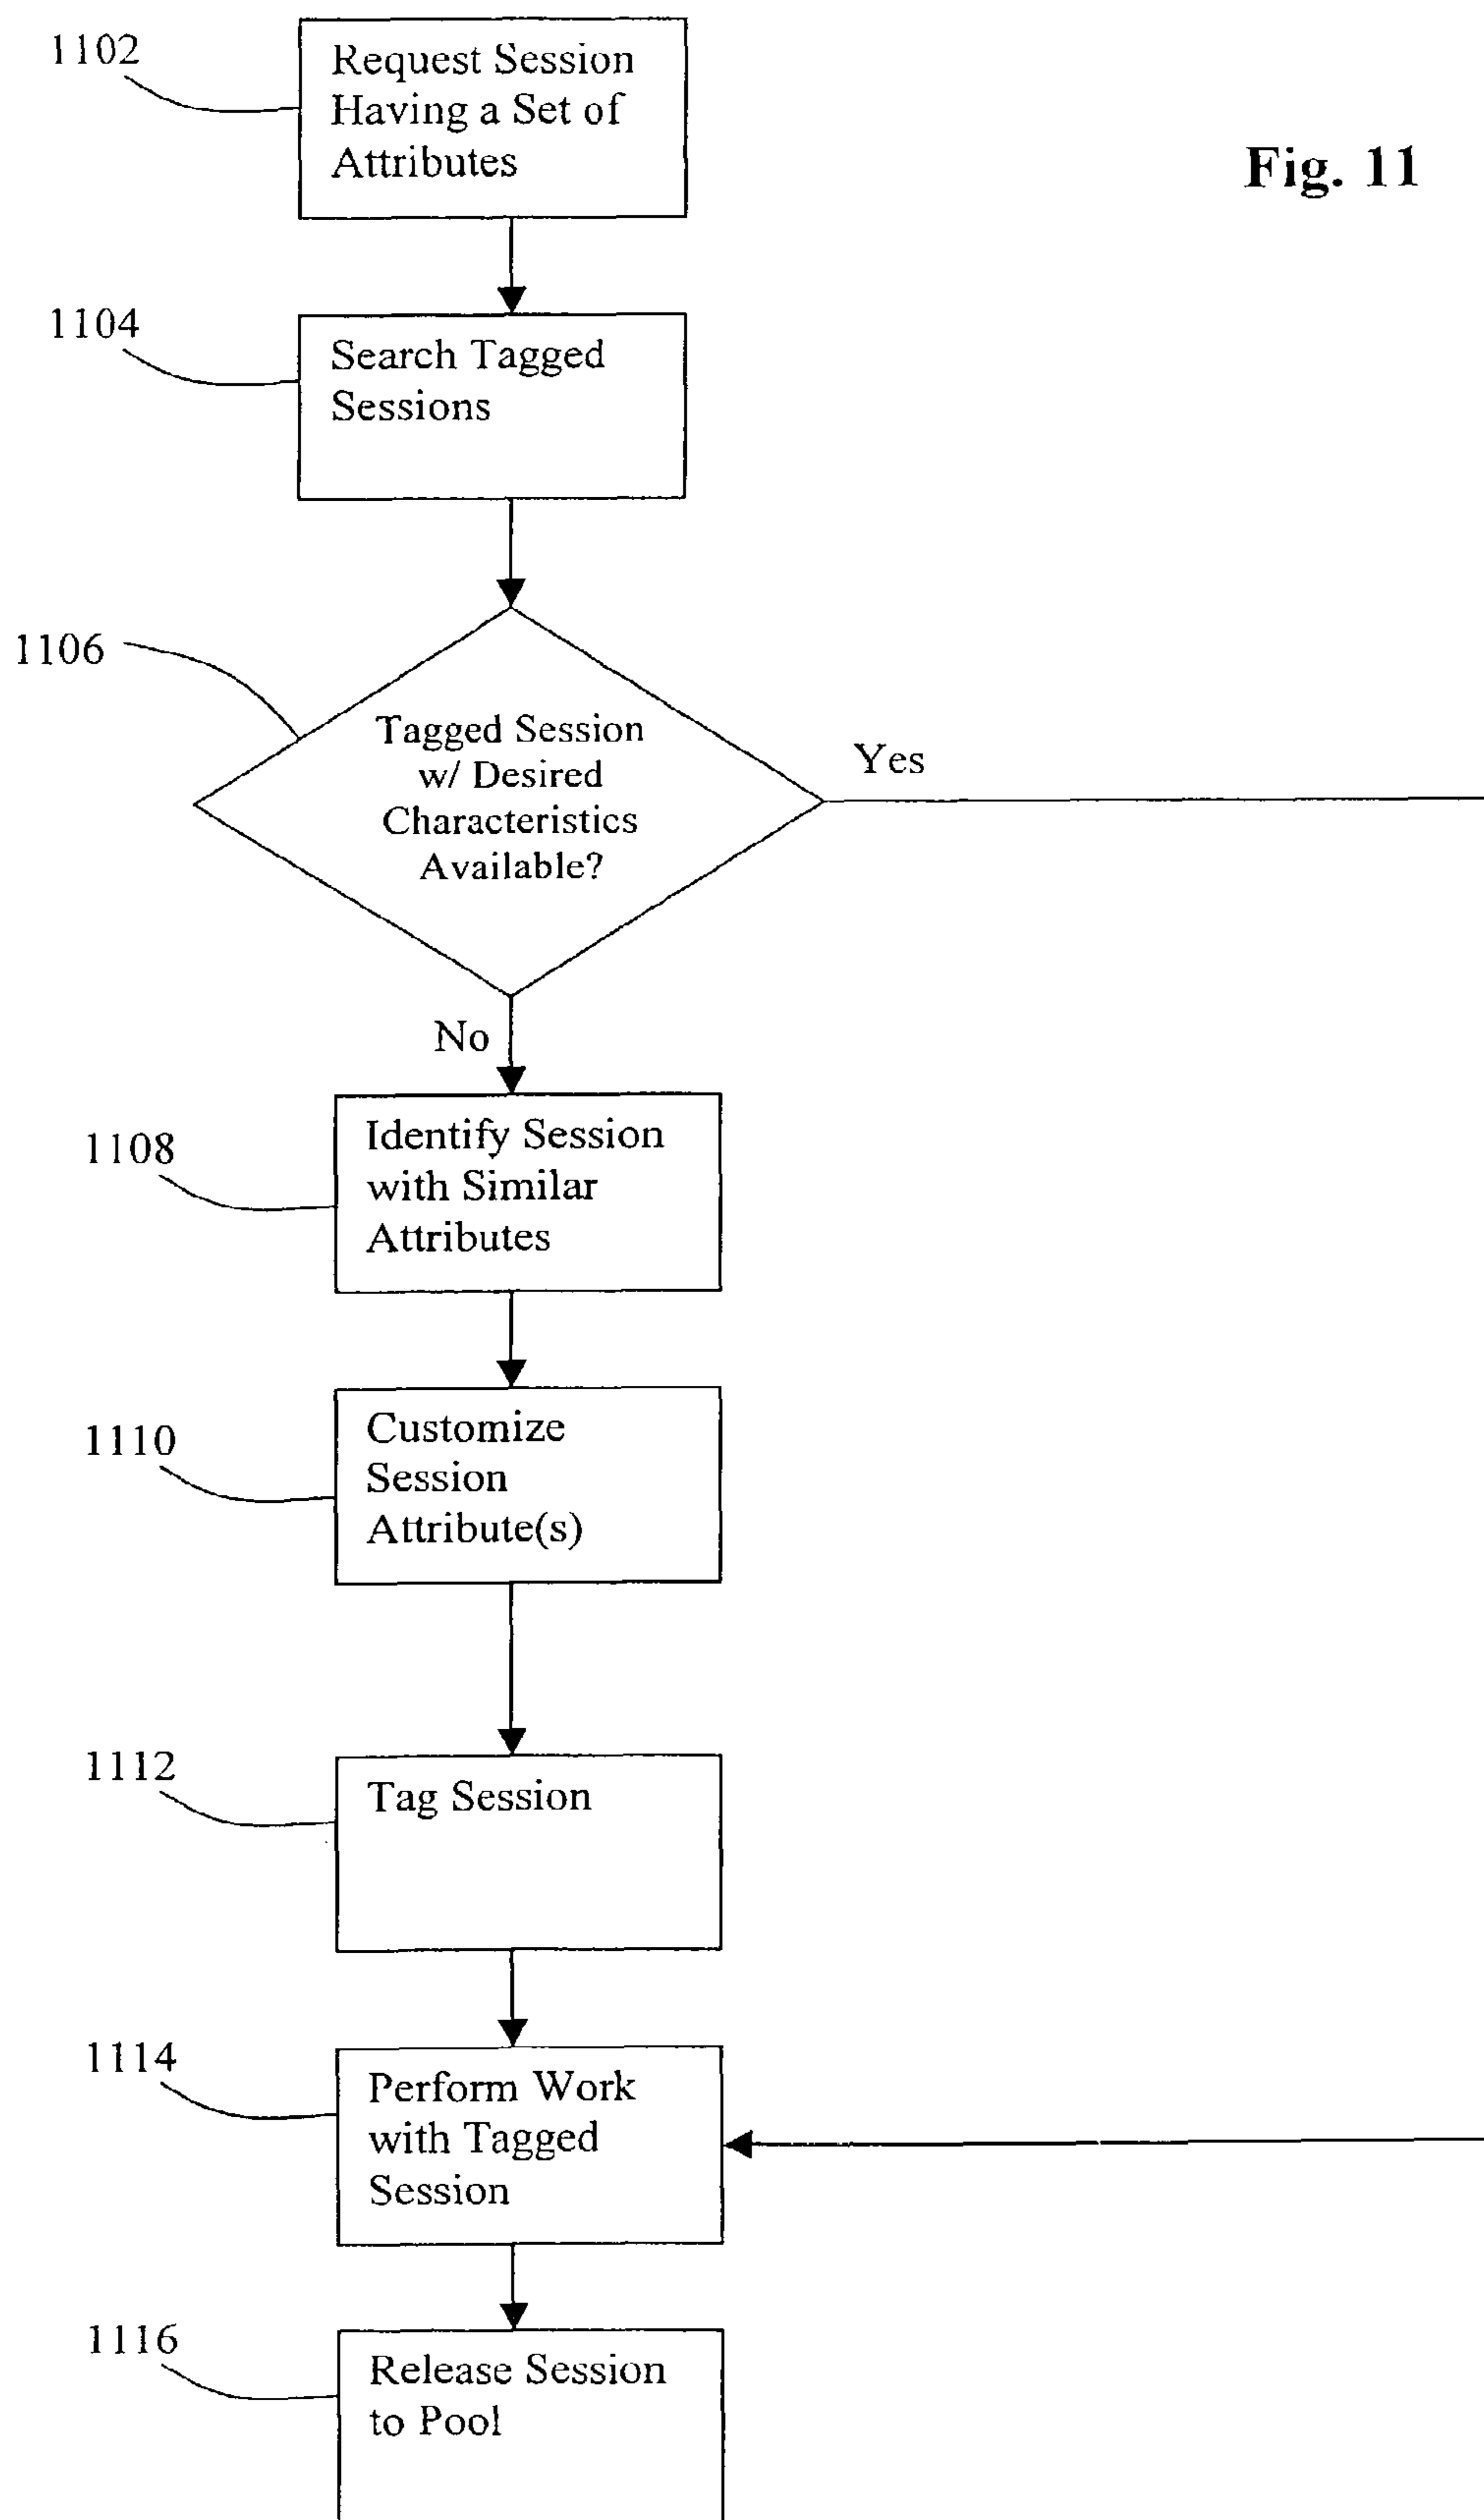 1102
Request Session
Having a Set of
Attributes
Fig. 11
1104
Search Tagged
Sessions
1106
Tagged Session
w/ Desired
Characteristics
Available?
Yes
No
1108
Identify Session
with Similar
Attributes
1110
Customize
Session
Attribute(s)
1112
Tag Session
1114
Perform Work
with Tagged
Session
1116
Release Session
to Pool